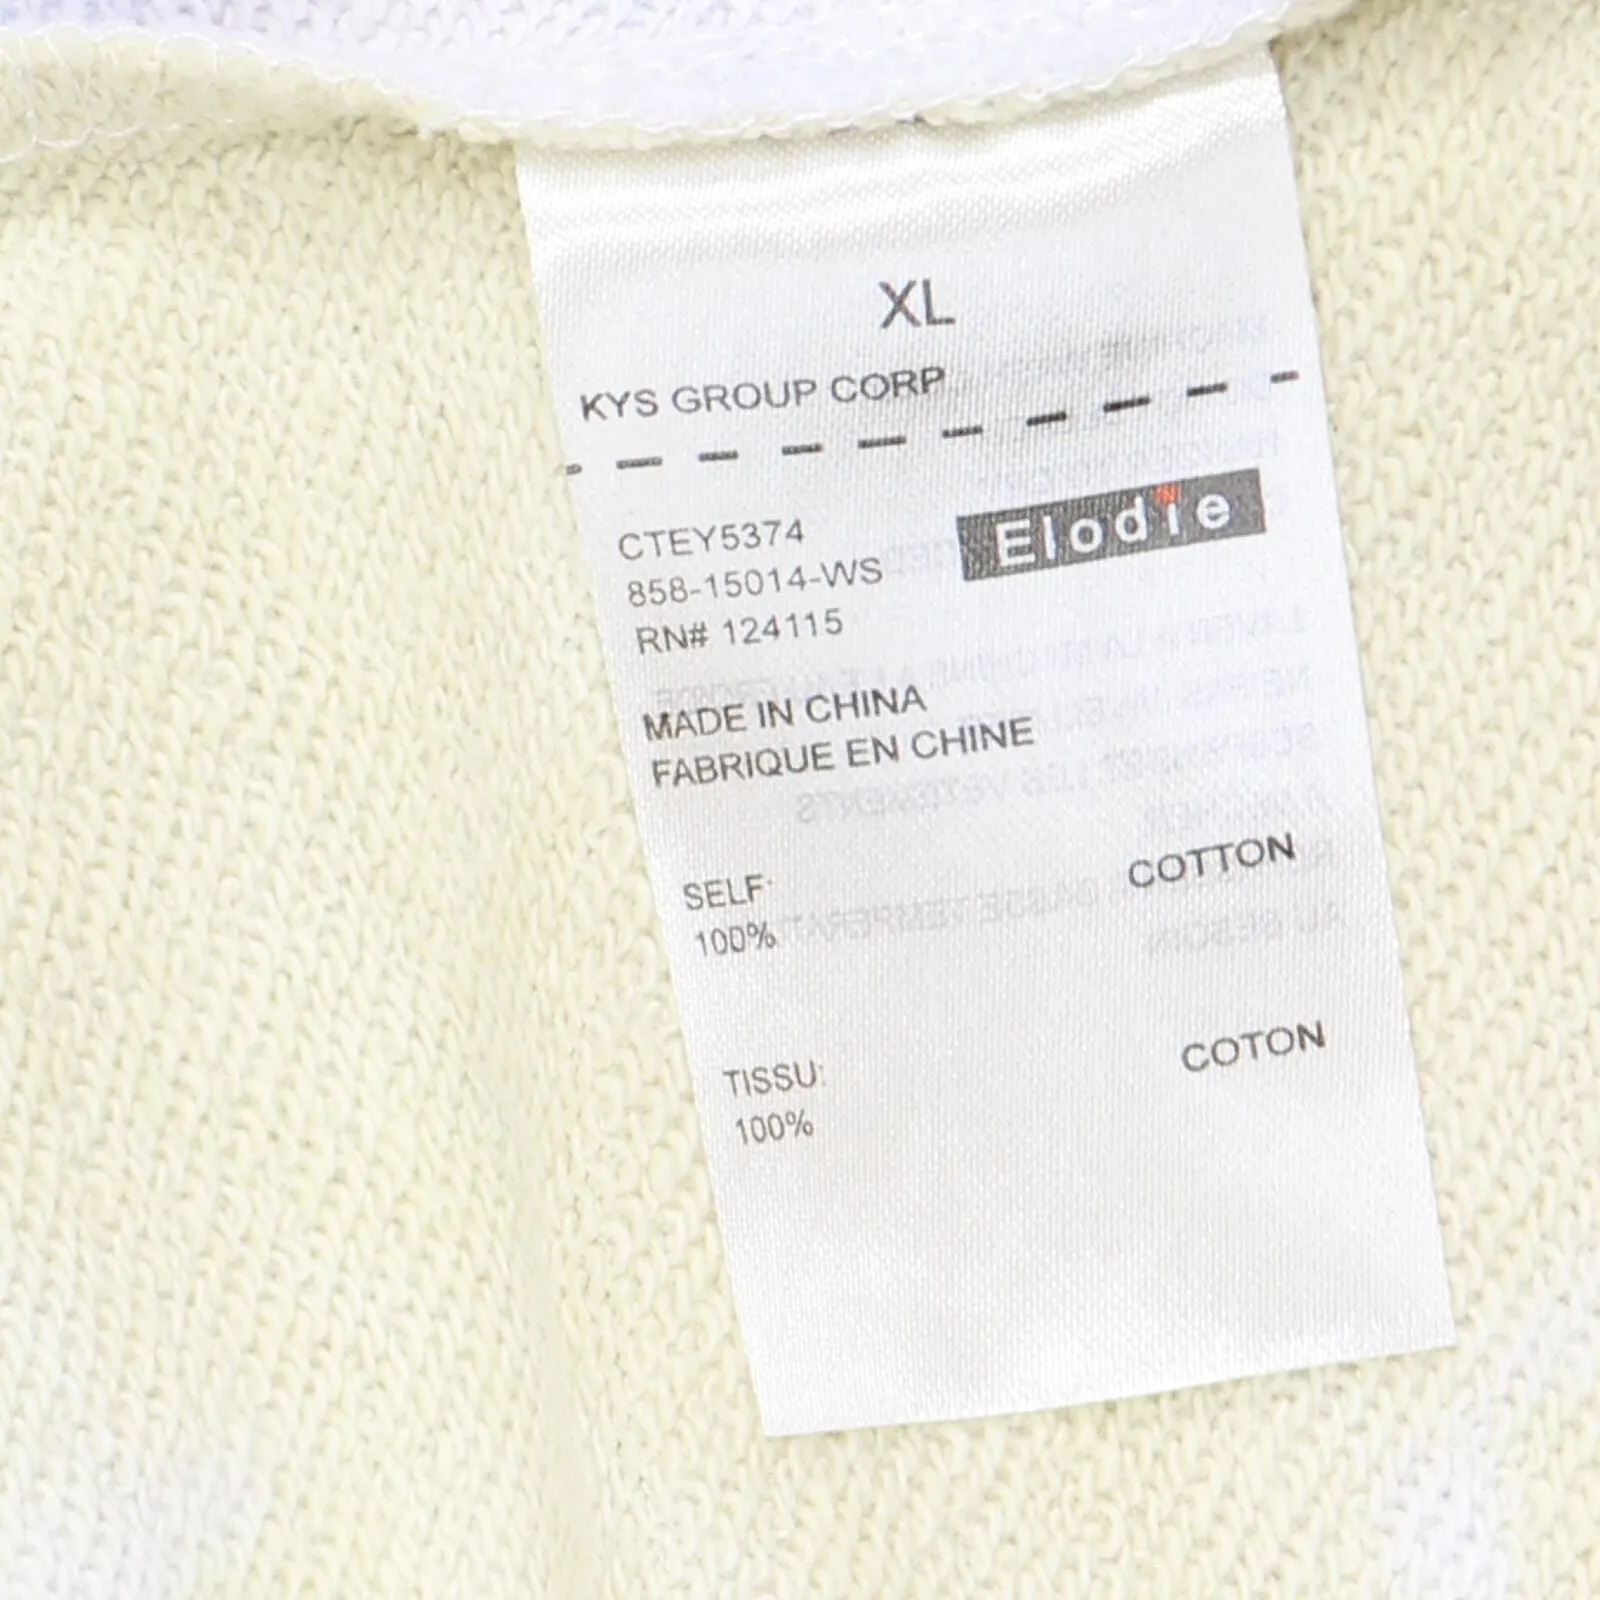 XL
KYS GROUP CORP
CTEY5374
Elodie
858-15014-WS
RN# 124115
MADE IN CHINA
FABRIQUE EN CHINE
SELF:
COTTON
100%
TISSU:
COTON
100%